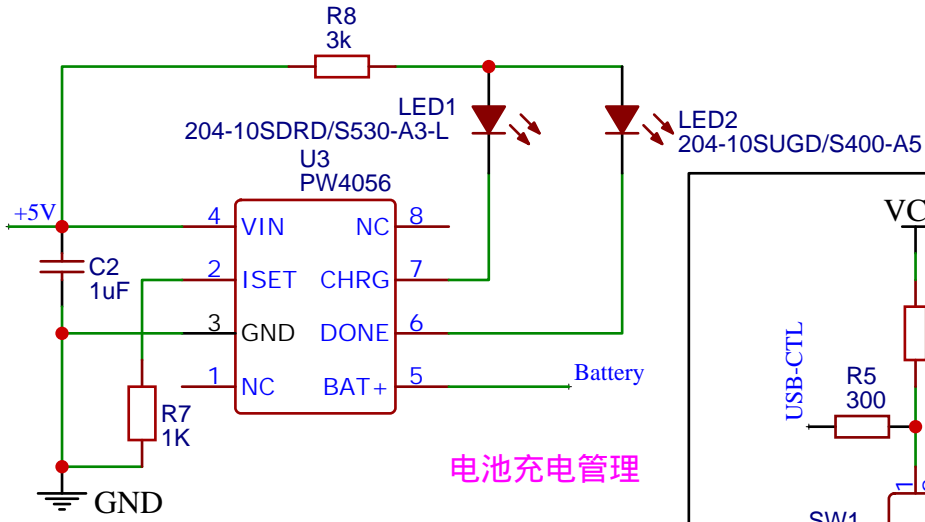 R8
3k
LED1
204-10SDRD/S530-A3-L
LED2
204-10SUGD/S400-A5
U3
PW4056
+5V
4 VIN NC 8
C2
1uF
2 ISET CHRG 7
3 GND DONE 6
1 NC BAT+ 5
Battery
R7
1K
GND
电池充电管理
VC
USB-CTL
R5
300
1
SW1